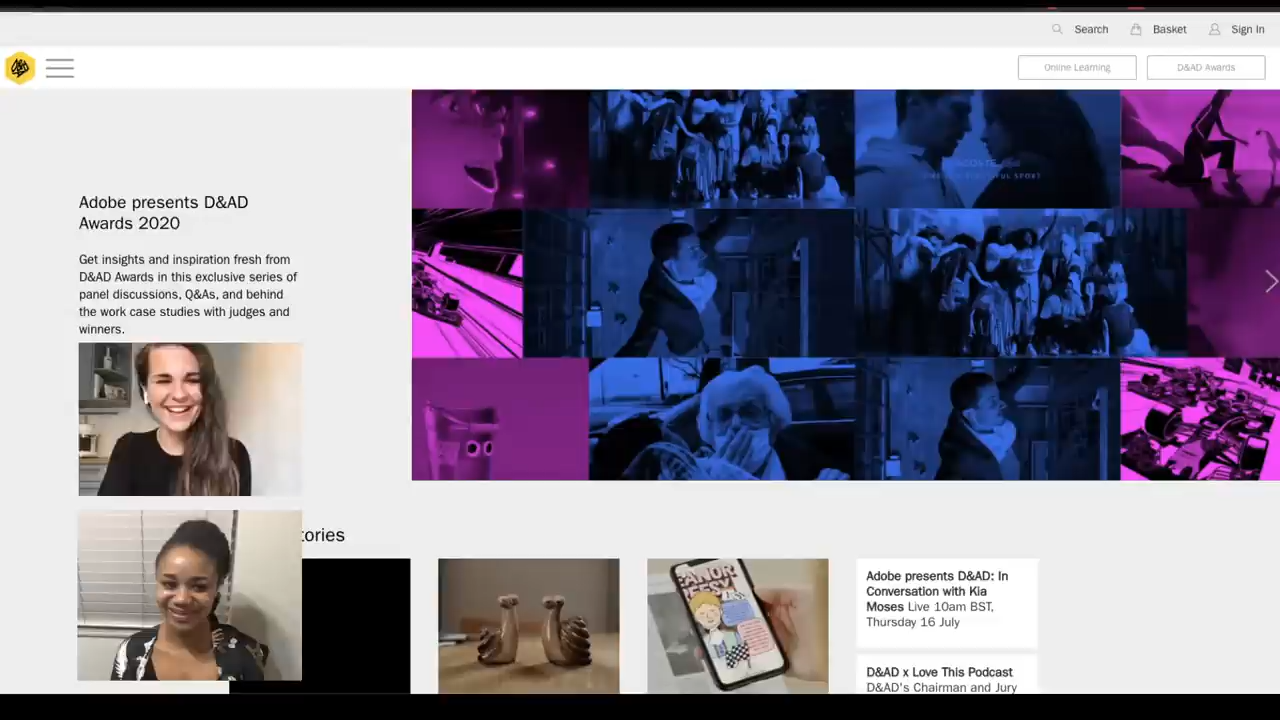 Search
Basket
Sign In
Online Learning
D&AD Awards
Adobe presents D&AD
Awards 2020
Get insights and inspiration fresh from
D&AD Awards in this exclusive series of
panel discussions, Q&As, and behind
the work case studies with judges and
winners.
tories
Adobe presents D&AD: In
Conversation with Kia
Moses Live 10am BST,
Thursday 16 July
D&AD x Love This Podcast
D&AD's Chairman and Jury